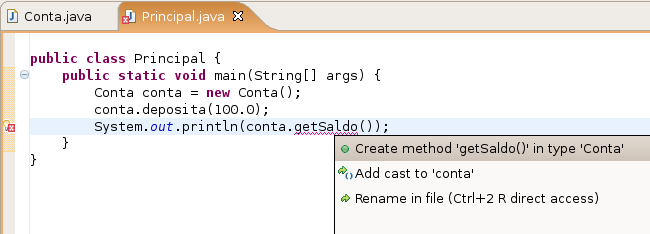 Conta.java Principal.java
public class Principal {
public static void main(String[] args) {
Conta conta = new Conta();
conta.deposita(100.0);
System.out.println(conta.getSaldo());
}
}
Create method 'getSaldo()' in type 'Conta'
Add cast to 'conta'
Rename in file (Ctrl+2 R direct access)